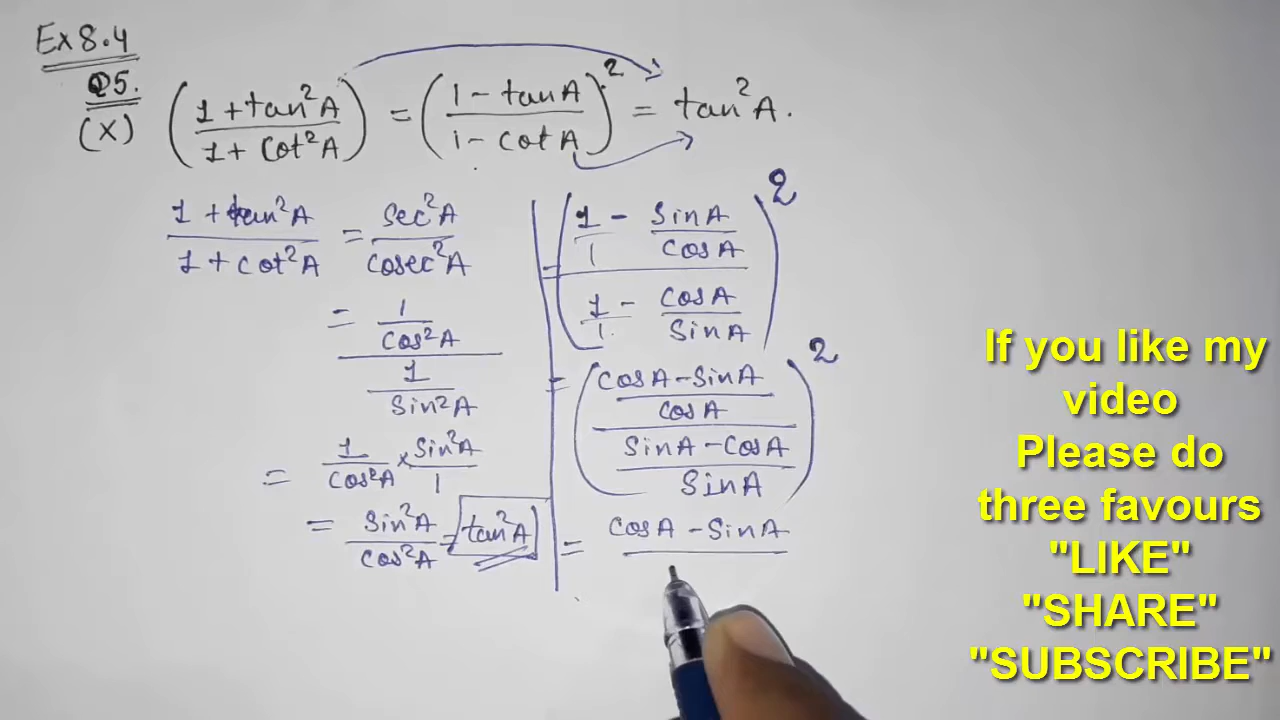 Ex 8.4
Q5.
(x) (1 + tan²A / 1 + cot²A) = (1 - tanA / 1 - cotA)² = tan²A.
1 + tan²A / 1 + cot²A = sec²A / cosec²A
= 1/cos²A / 1/sin²A
= 1/cos²A × sin²A/1
= sin²A/cos²A = tan²A
= (1/1 - sinA/cosA / 1/1 - cosA/sinA)²
= (cosA - sinA/cosA / sinA - cosA/sinA)²
= cosA - sinA
If you like my
video
Please do
three favours
"LIKE"
"SHARE"
"SUBSCRIBE"